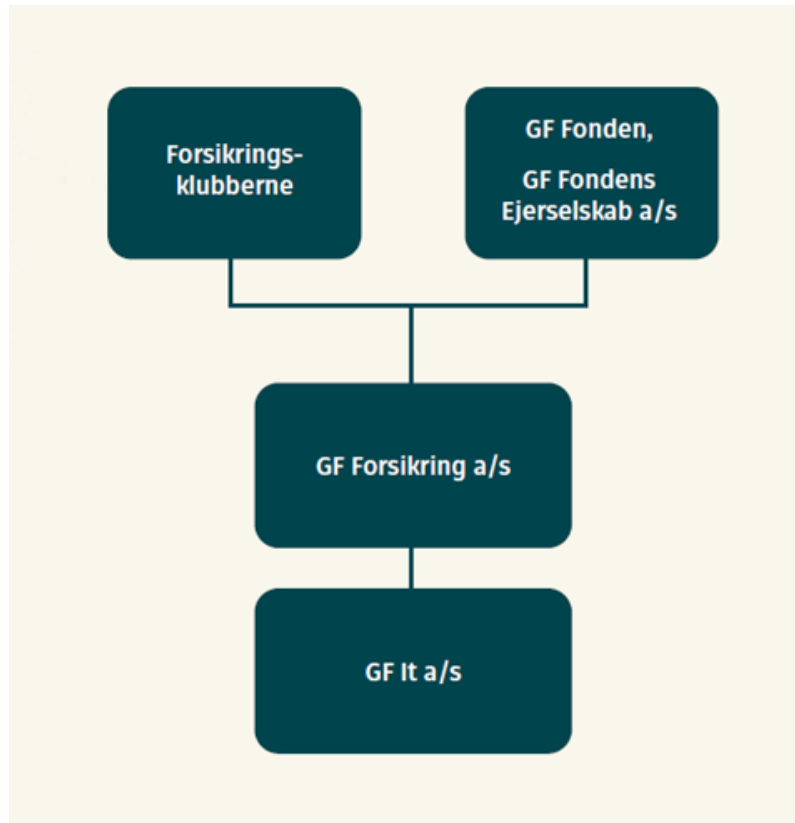 Forsikrings-
klubberne
GF Fonden,
GF Fondens
Ejerselskab a/s
GF Forsikring a/s
GF It a/s